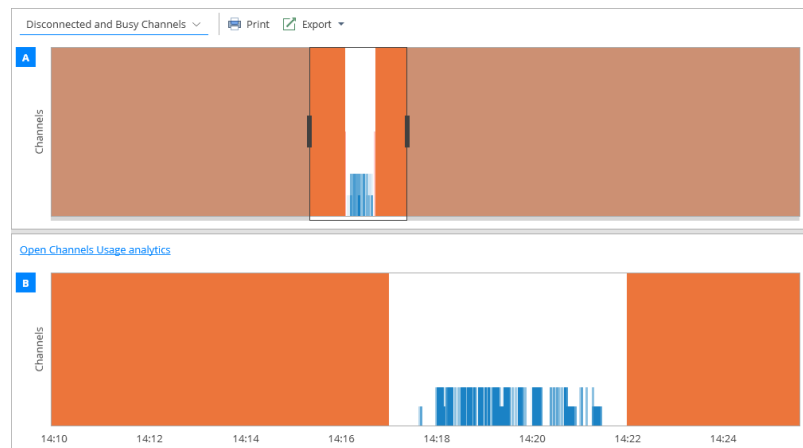 Disconnected and Busy Channels Print Export
A
Channels
Open Channels Usage analytics
B
Channels
14:10 14:12 14:14 14:16 14:18 14:20 14:22 14:24